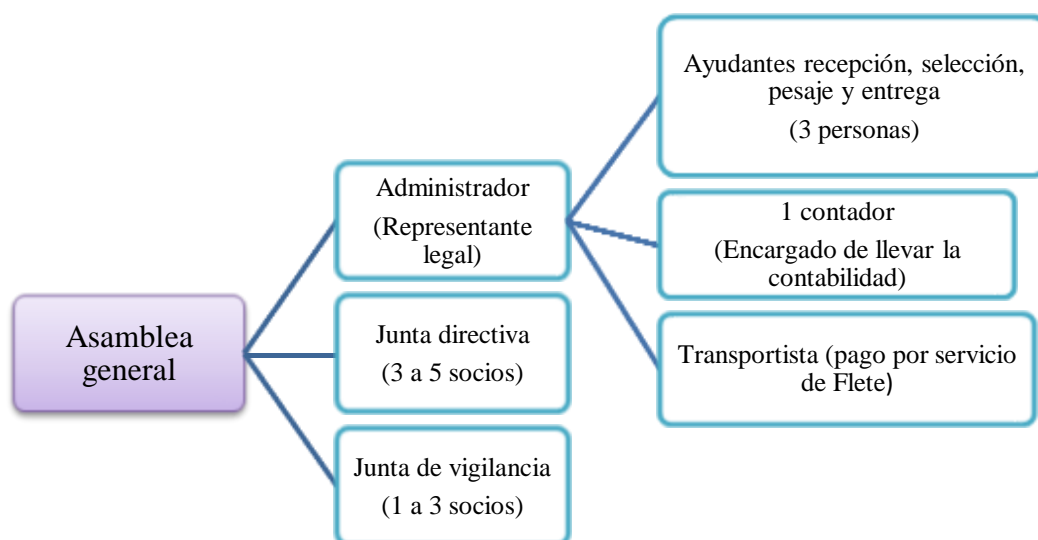 Asamblea
general
Administrador
(Representante
legal)
Junta directiva
(3 a 5 socios)
Junta de vigilancia
(1 a 3 socios)
Ayudantes recepción, selección,
pesaje y entrega
(3 personas)
1 contador
(Encargado de llevar la
contabilidad)
Transportista (pago por servicio
de Flete)